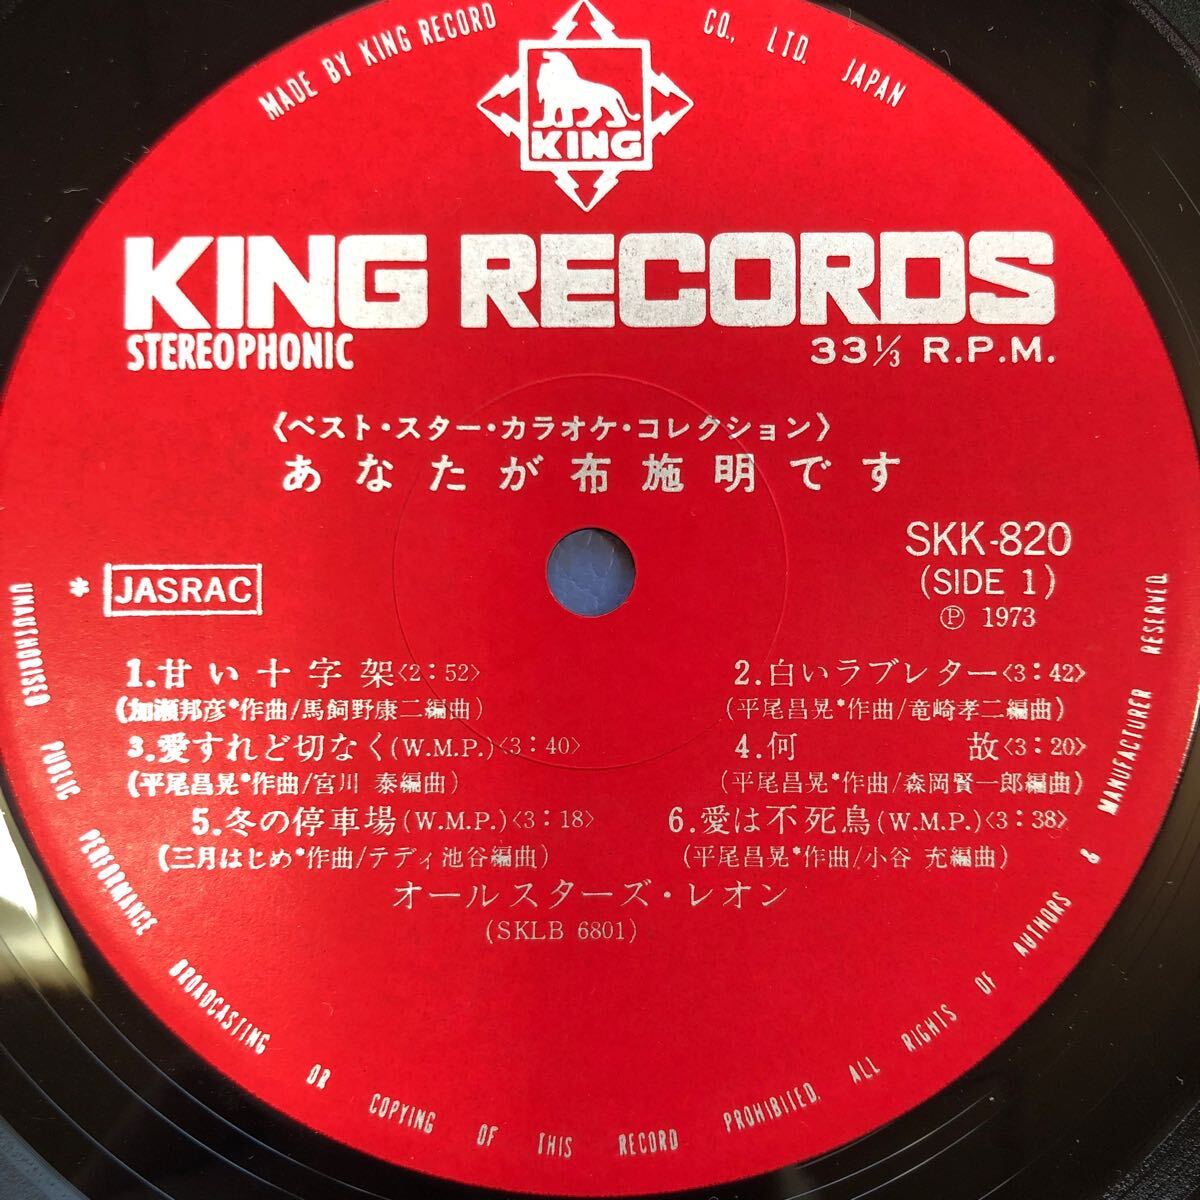 MADE BY KING RECORD CO., LTD. JAPAN
KING
KING RECORDS
STEREOPHONIC
33⅓ R.P.M.
〈ベスト・スター・カラオケ・コレクション〉
あなたが布施明です
SKK-820
(SIDE 1)
Ⓟ 1973
* JASRAC
1.甘い十字架〈2:52〉
(加瀬邦彦*作曲/馬飼野康二編曲)
2.白いラブレター〈3:42〉
(平尾昌晃*作曲/竜崎孝二編曲)
3.愛すれど切なく(W.M.P.)〈3:40〉
(平尾昌晃*作曲/宮川 泰編曲)
4.何 故〈3:20〉
(平尾昌晃*作曲/森岡賢一郎編曲)
5.冬の停車場(W.M.P.)〈3:18〉
(三月はじめ*作曲/テディ池谷編曲)
6.愛は不死鳥(W.M.P.)〈3:38〉
(平尾昌晃*作曲/小谷 充編曲)
オールスターズ・レオン
(SKLB 6801)
UNAUTHORISED PUBLIC PERFORMANCE BROADCASTING OR COPYING OF THIS RECORD PROHIBITED. ALL RIGHTS OF AUTHORS & MANUFACTURER RESERVED.